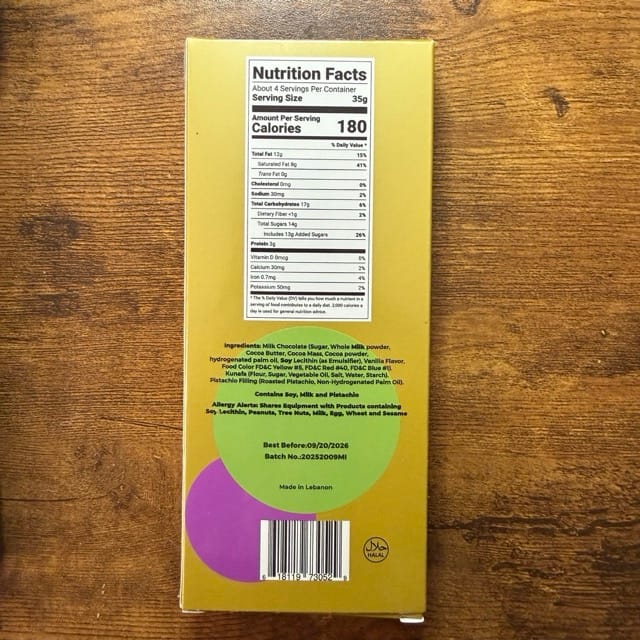 Nutrition Facts
About 4 Servings Per Container
Serving Size 35g
Amount Per Serving
Calories 180
% Daily Value *
Total Fat 12g 15%
Saturated Fat 8g 41%
Trans Fat 0g
Cholesterol 0mg 0%
Sodium 30mg 2%
Total Carbohydrates 17g 6%
Dietary Fiber <1g 2%
Total Sugars 14g
Includes 13g Added Sugars 26%
Protein 3g
Vitamin D 0mcg 0%
Calcium 30mg 2%
Iron 0.7mg 4%
Potassium 50mg 2%
* The % Daily Value (DV) tells you how much a nutrient in a
serving of food contributes to a daily diet. 2,000 calories a
day is used for general nutrition advice.
Ingredients: Milk Chocolate (Sugar, Whole Milk powder,
Cocoa Butter, Cocoa Mass, Cocoa powder,
hydrogenated palm oil, Soy Lecithin (as Emulsifier), Vanilla Flavor,
Food Color FD&C Yellow #5, FD&C Red #40, FD&C Blue #1).
Kunafa (Flour, Sugar, Vegetable Oil, Salt, Water, Starch).
Pistachio Filling (Roasted Pistachio, Non-Hydrogenated Palm Oil).
Contains Soy, Milk and Pistachio
Allergy Alerts: Shares Equipment with Products containing
Soy Lecithin, Peanuts, Tree Nuts, Milk, Egg, Wheat and Sesame
Best Before:09/20/2026
Batch No.:20252009MI
Made in Lebanon
حلال
HALAL
18119 73052